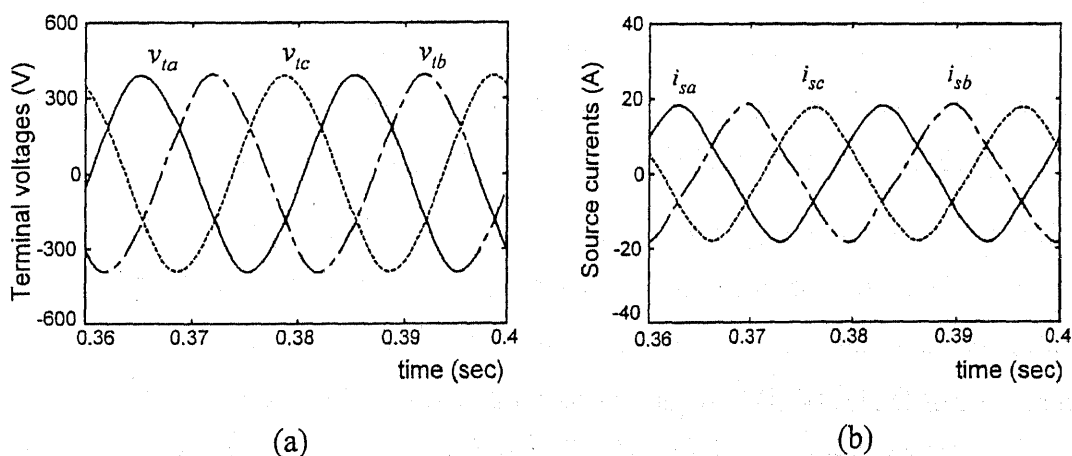 Terminal voltages (V)
600
300
0
-300
-600
v_ta
v_tc
v_tb
0.36
0.37
0.38
0.39
0.4
time (sec)
(a)
Source currents (A)
40
20
0
-20
-40
i_sa
i_sc
i_sb
0.36
0.37
0.38
0.39
0.4
time (sec)
(b)